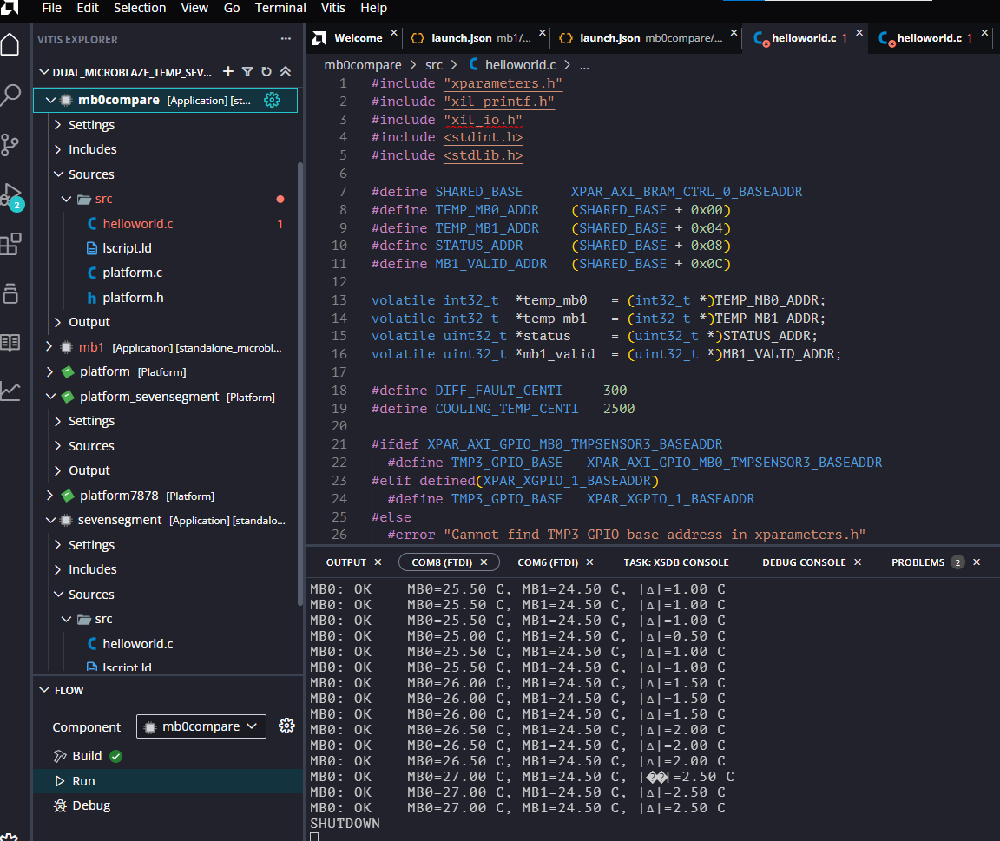 File Edit Selection View Go Terminal Vitis Help
VITIS EXPLORER ...
DUAL_MICROBLAZE_TEMP_SEV...
mb0compare [Application] [st...
Settings
Includes
Sources
src
helloworld.c 1
lscript.ld
platform.c
platform.h
Output
mb1 [Application] [standalone_microbl...
platform [Platform]
platform_sevensegment [Platform]
Settings
Sources
Output
platform7878 [Platform]
sevensegment [Application] [standalo...
Settings
Includes
Sources
src
helloworld.c
lscript.ld
2
FLOW
Component mb0compare
Build
Run
Debug
Welcome × {} launch.json mb1/... × {} launch.json mb0compare/... × helloworld.c 1 × helloworld.c 1 ×
mb0compare > src > C helloworld.c > ...
1 #include "xparameters.h"
2 #include "xil_printf.h"
3 #include "xil_io.h"
4 #include <stdint.h>
5 #include <stdlib.h>
6
7 #define SHARED_BASE XPAR_AXI_BRAM_CTRL_0_BASEADDR
8 #define TEMP_MB0_ADDR (SHARED_BASE + 0x00)
9 #define TEMP_MB1_ADDR (SHARED_BASE + 0x04)
10 #define STATUS_ADDR (SHARED_BASE + 0x08)
11 #define MB1_VALID_ADDR (SHARED_BASE + 0x0C)
12
13 volatile int32_t *temp_mb0 = (int32_t *)TEMP_MB0_ADDR;
14 volatile int32_t *temp_mb1 = (int32_t *)TEMP_MB1_ADDR;
15 volatile uint32_t *status = (uint32_t *)STATUS_ADDR;
16 volatile uint32_t *mb1_valid = (uint32_t *)MB1_VALID_ADDR;
17
18 #define DIFF_FAULT_CENTI 300
19 #define COOLING_TEMP_CENTI 2500
20
21 #ifdef XPAR_AXI_GPIO_MB0_TMPSENSOR3_BASEADDR
22 #define TMP3_GPIO_BASE XPAR_AXI_GPIO_MB0_TMPSENSOR3_BASEADDR
23 #elif defined(XPAR_XGPIO_1_BASEADDR)
24 #define TMP3_GPIO_BASE XPAR_XGPIO_1_BASEADDR
25 #else
26 #error "Cannot find TMP3 GPIO base address in xparameters.h"
OUTPUT × COM8 (FTDI) × COM6 (FTDI) × TASK: XSDB CONSOLE DEBUG CONSOLE × PROBLEMS 2 ×
MB0: OK MB0=25.50 C, MB1=24.50 C, |Δ|=1.00 C
MB0: OK MB0=25.50 C, MB1=24.50 C, |Δ|=1.00 C
MB0: OK MB0=25.50 C, MB1=24.50 C, |Δ|=1.00 C
MB0: OK MB0=25.00 C, MB1=24.50 C, |Δ|=0.50 C
MB0: OK MB0=25.50 C, MB1=24.50 C, |Δ|=1.00 C
MB0: OK MB0=25.50 C, MB1=24.50 C, |Δ|=1.00 C
MB0: OK MB0=26.00 C, MB1=24.50 C, |Δ|=1.50 C
MB0: OK MB0=26.00 C, MB1=24.50 C, |Δ|=1.50 C
MB0: OK MB0=26.00 C, MB1=24.50 C, |Δ|=1.50 C
MB0: OK MB0=26.50 C, MB1=24.50 C, |Δ|=2.00 C
MB0: OK MB0=26.50 C, MB1=24.50 C, |Δ|=2.00 C
MB0: OK MB0=26.50 C, MB1=24.50 C, |Δ|=2.00 C
MB0: OK MB0=27.00 C, MB1=24.50 C, |��|=2.50 C
MB0: OK MB0=27.00 C, MB1=24.50 C, |Δ|=2.50 C
MB0: OK MB0=27.00 C, MB1=24.50 C, |Δ|=2.50 C
SHUTDOWN